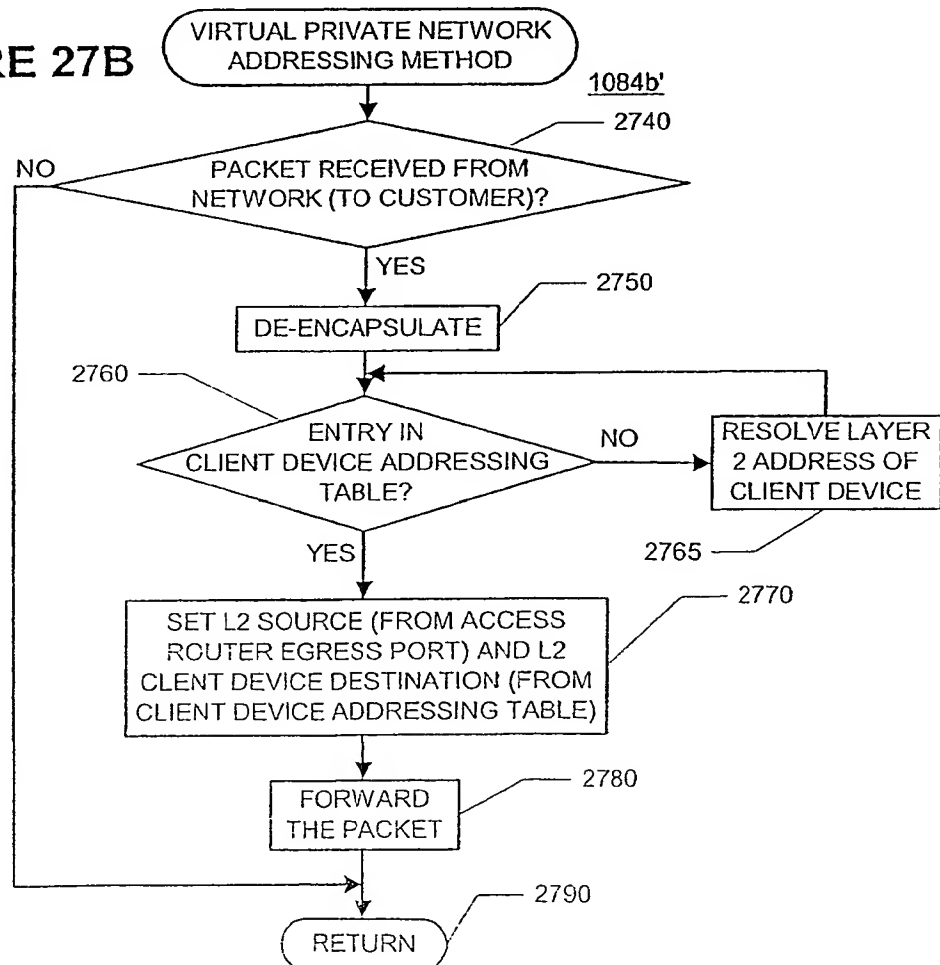 VIRTUAL PRIVATE NETWORK
ADDRESSING METHOD
RE 27B
1084b'
2740
NO
PACKET RECEIVED FROM
NETWORK (TO CUSTOMER)?
YES
2750
DE-ENCAPSULATE
2760
ENTRY IN
CLIENT DEVICE ADDRESSING
TABLE?
NO
RESOLVE LAYER
2 ADDRESS OF
CLIENT DEVICE
YES
2765
2770
SET L2 SOURCE (FROM ACCESS
ROUTER EGRESS PORT) AND L2
CLENT DEVICE DESTINATION (FROM
CLIENT DEVICE ADDRESSING TABLE)
2780
FORWARD
THE PACKET
2790
RETURN